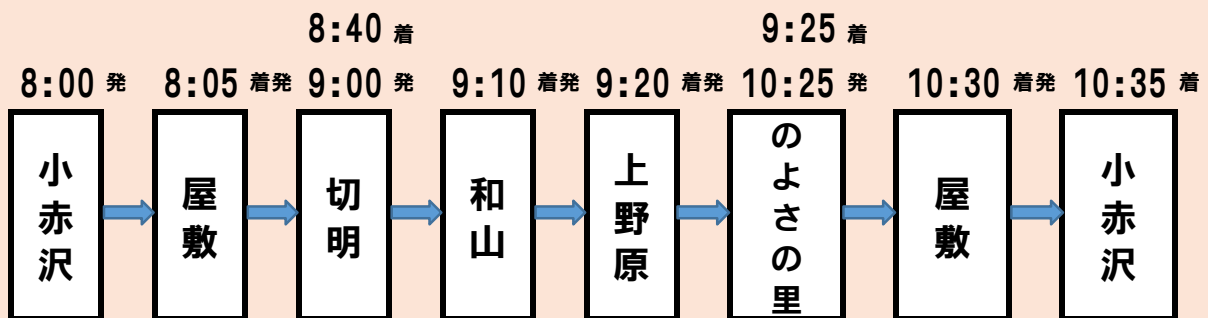 8:40 着
9:25 着
8:00 発
8:05 着発
9:00 発
9:10 着発
9:20 着発
10:25 発
10:30 着発
10:35 着
小赤沢
屋敷
切明
和山
上野原
のよさの里
屋敷
小赤沢